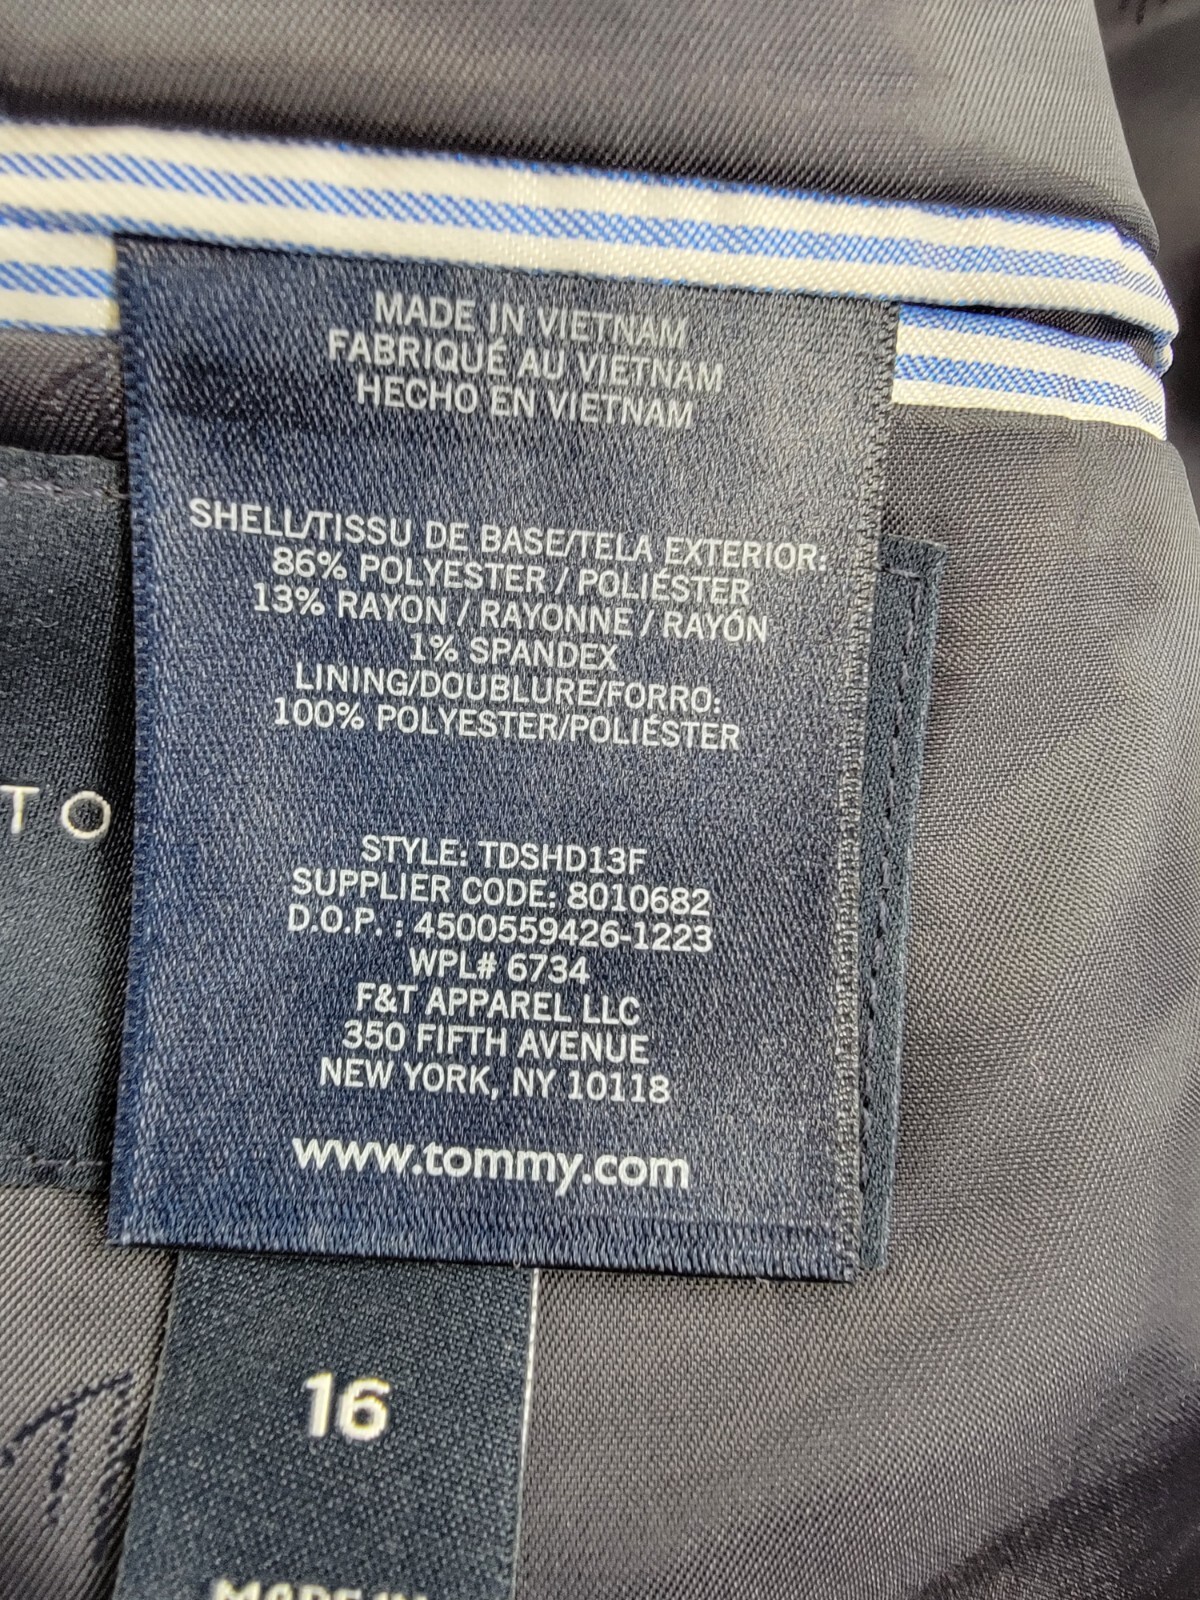 MADE IN VIETNAM
FABRIQUÉ AU VIETNAM
HECHO EN VIETNAM
SHELL/TISSU DE BASE/TELA EXTERIOR:
86% POLYESTER / POLIÉSTER
13% RAYON / RAYONNE / RAYÓN
1% SPANDEX
LINING/DOUBLURE/FORRO:
100% POLYESTER/POLIÉSTER
TO
STYLE: TDSHD13F
SUPPLIER CODE: 8010682
D.O.P. : 4500559426-1223
WPL# 6734
F&T APPAREL LLC
350 FIFTH AVENUE
NEW YORK, NY 10118
www.tommy.com
16
MADE IN